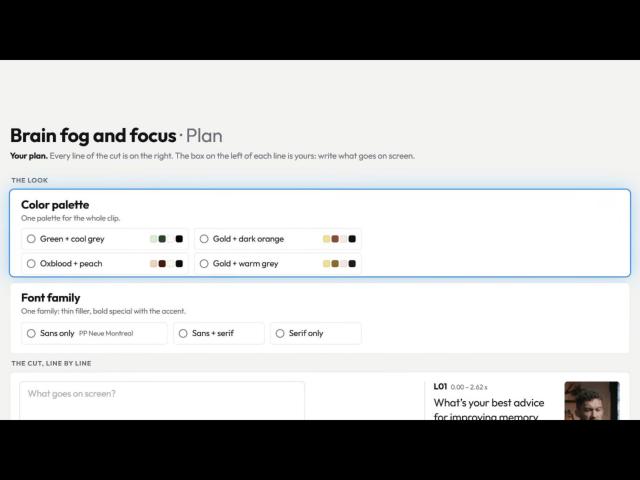 Brain fog and focus · Plan
Your plan. Every line of the cut is on the right. The box on the left of each line is yours: write what goes on screen.
THE LOOK
Color palette
One palette for the whole clip.
Green + cool grey
Gold + dark orange
Oxblood + peach
Gold + warm grey
Font family
One family: thin filler, bold special with the accent.
Sans only PP Neue Montreal
Sans + serif
Serif only
THE CUT, LINE BY LINE
What goes on screen?
L01 0.00 – 2.62 s
What's your best advice
for improving memory